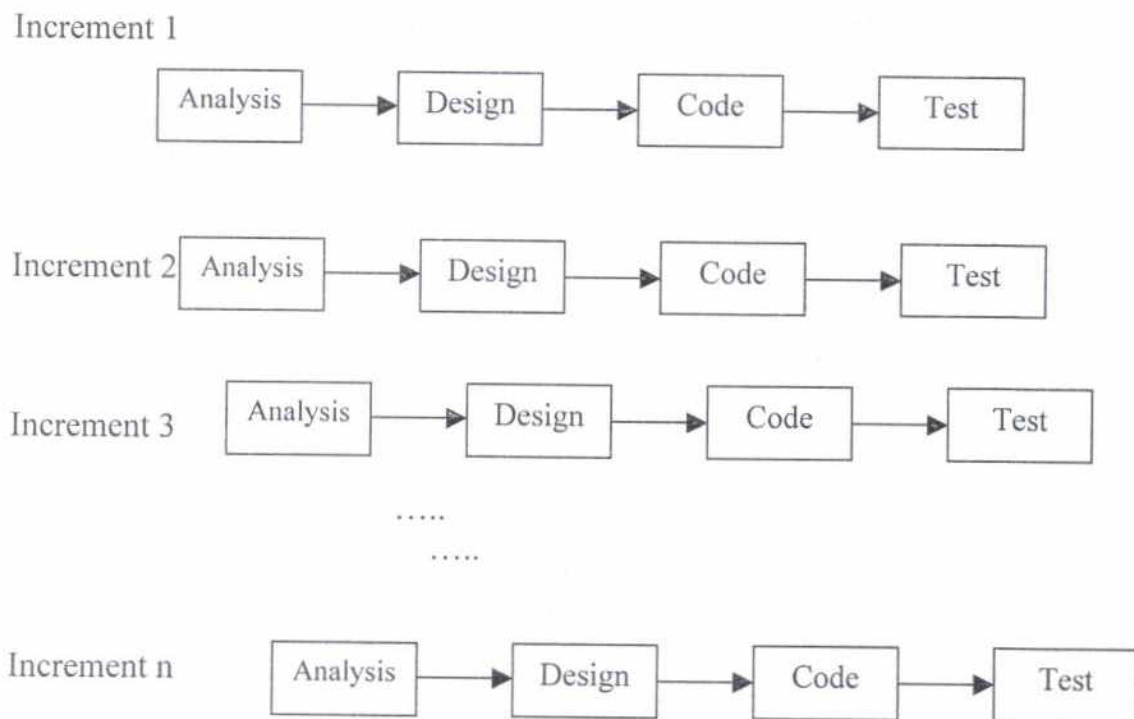 Increment 1
Analysis Design Code Test
Increment 2 Analysis Design Code Test
Increment 3 Analysis Design Code Test
.....
.....
Increment n Analysis Design Code Test